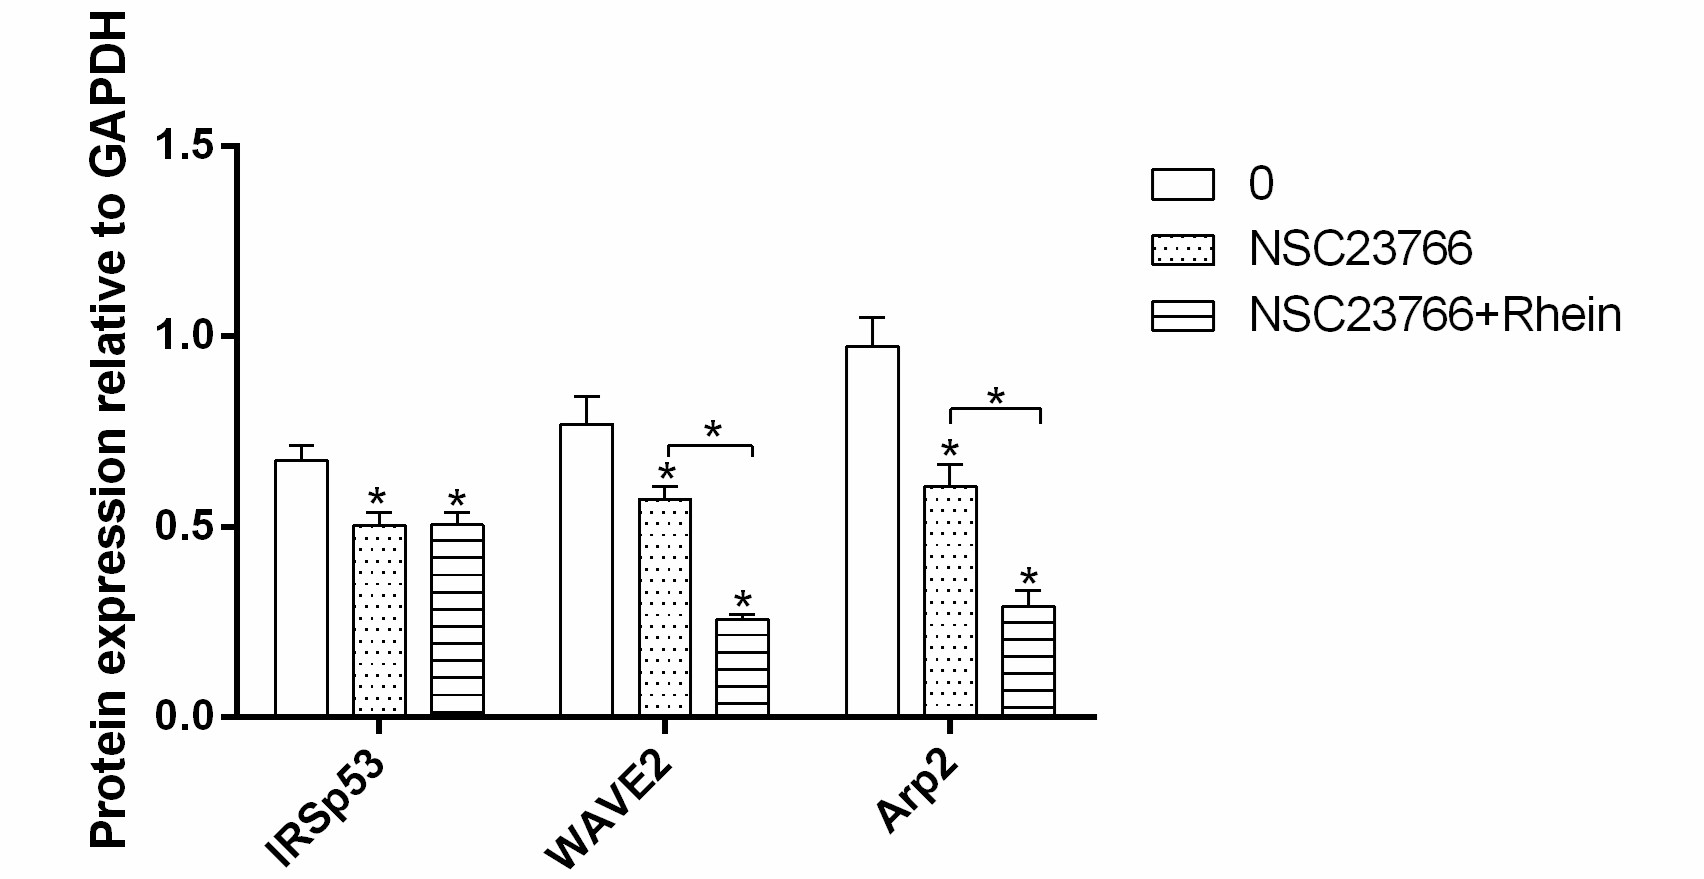 Protein expression relative to GAPDH
1.5
1.0
0.5
0.0
* * * * * * * *
IRSp53
WAVE2
Arp2
0
NSC23766
NSC23766+Rhein